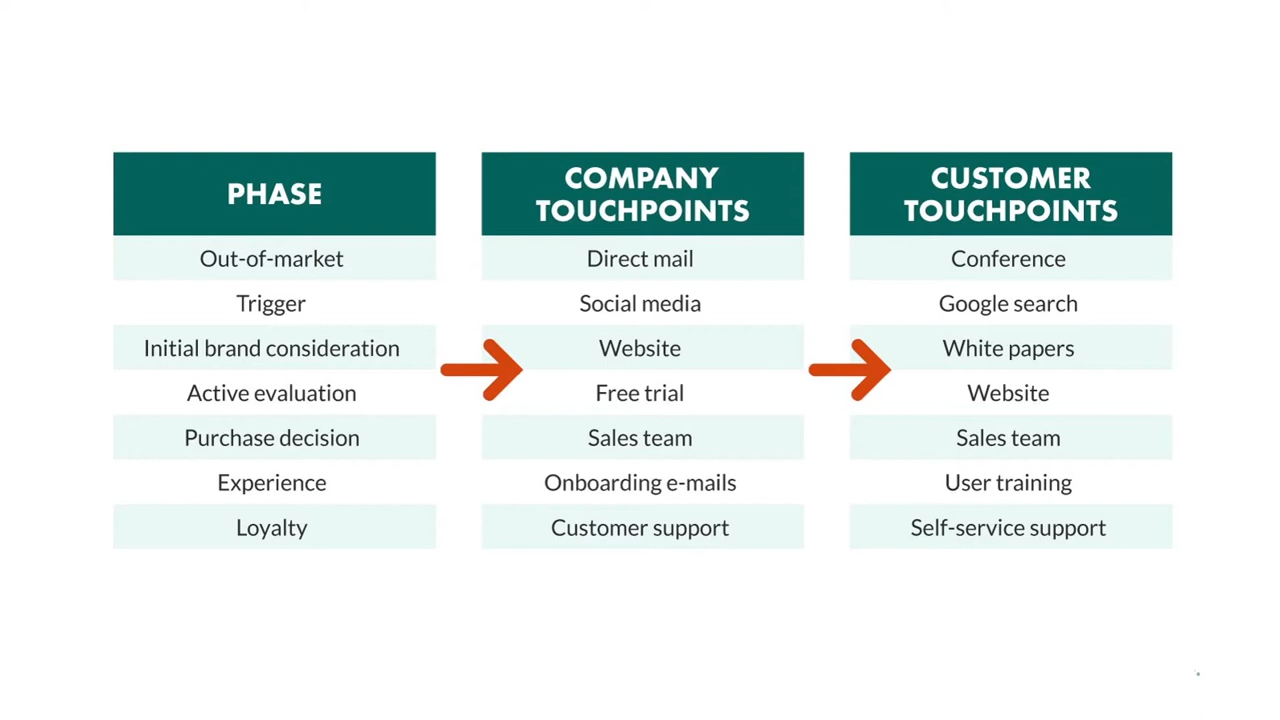 PHASE
COMPANY
TOUCHPOINTS
CUSTOMER
TOUCHPOINTS
Out-of-market
Direct mail
Conference
Trigger
Social media
Google search
Initial brand consideration
Website
White papers
Active evaluation
Free trial
Website
Purchase decision
Sales team
Sales team
Experience
Onboarding e-mails
User training
Loyalty
Customer support
Self-service support